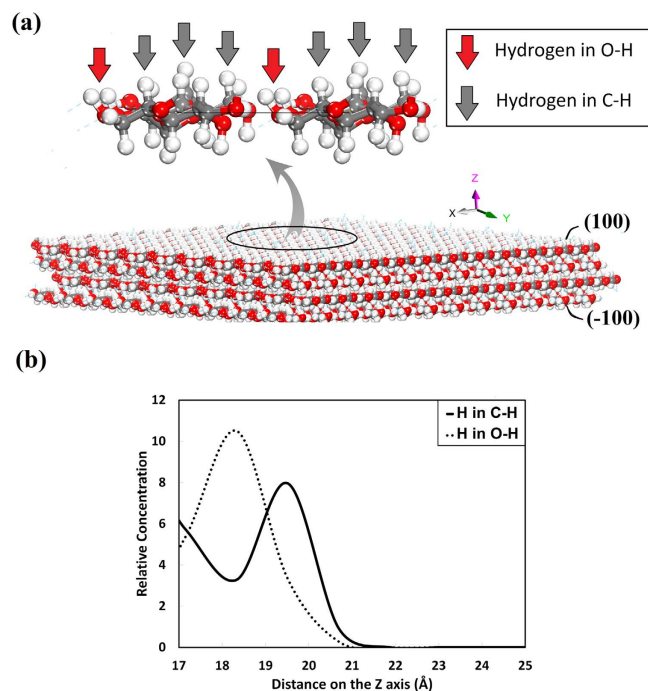 (a)
Hydrogen in O-H
Hydrogen in C-H
Z
X
Y
(100)
(-100)
(b)
12
10
8
6
4
2
0
H in C-H
H in O-H
Relative Concentration
17 18 19 20 21 22 23 24 25
Distance on the Z axis (Å)